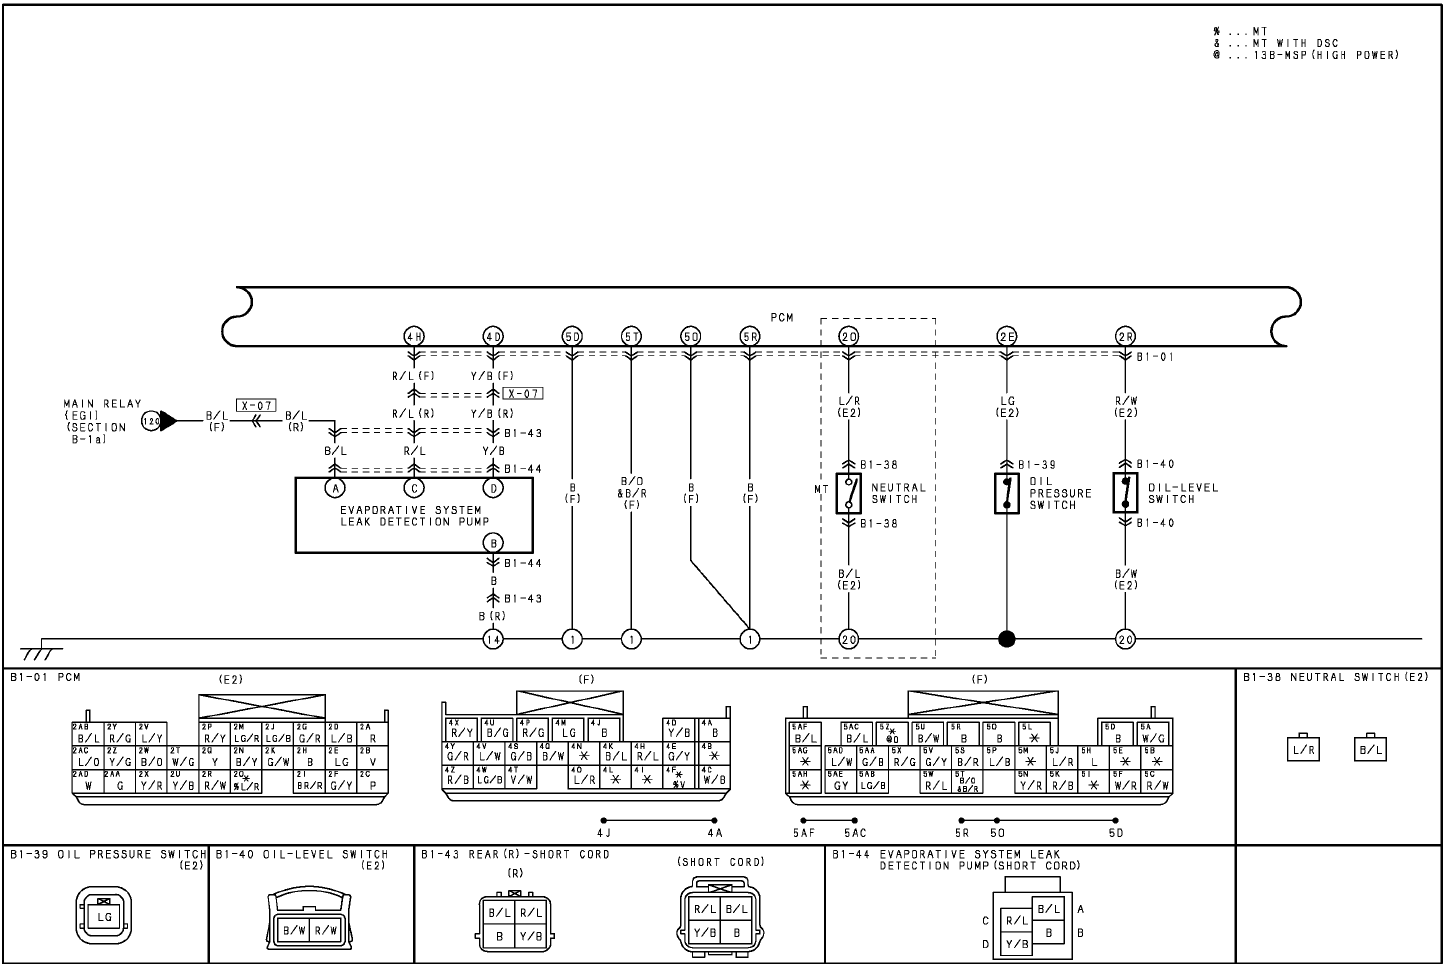 % ... MT
& ... MT WITH DSC
@ ... 13B-MSP(HIGH POWER)
PCM
4H 4D 5D 5T 5O 5R 2O 2E 2R
B1-01
R/L(F) Y/B(F)
X-07
MAIN RELAY
(EGI)
(SECTION
B-1a)
120
B/L
(F)
X-07
B/L
(R)
R/L(R) Y/B(R)
B1-43
B/L R/L Y/B
B1-44
A C D
EVAPORATIVE SYSTEM
LEAK DETECTION PUMP
B
B1-44
B
B1-43
B(R)
B
(F)
B/O
&B/R
(F)
B
(F)
B
(F)
L/R
(E2)
B1-38
MT
NEUTRAL
SWITCH
B1-38
B/L
(E2)
LG
(E2)
B1-39
OIL
PRESSURE
SWITCH
R/W
(E2)
B1-40
OIL-LEVEL
SWITCH
B1-40
B/W
(E2)
14 1 1 1 20 20
B1-01 PCM
(E2)
2AB 2Y 2V 2P 2M 2J 2G 2D 2A
B/L R/G L/Y R/Y LG/R LG/B G/R L/B R
2AC 2Z 2W 2T 2Q 2N 2K 2H 2E 2B
L/O Y/G B/O W/G Y B/Y G/W B LG V
2AD 2AA 2X 2U 2R 2O 2I 2F 2C
W G Y/R Y/B R/W * %L/R BR/R G/Y P
(F)
4X 4U 4P 4M 4J 4D 4A
R/Y B/G R/G LG B Y/B B
4Y 4V 4S 4Q 4N 4K 4H 4E 4B
G/R L/W G/B B/W * B/L R/L G/Y *
4Z 4W 4T 4O 4L 4I 4F 4C
R/B LG/B V/W L/R * * * %V W/B
4J 4A
(F)
5AF 5AC 5Z 5U 5R 5O 5L 5D 5A
B/L B/L * @O B/W B B * B W/G
5AG 5AD 5AA 5X 5V 5S 5P 5M 5J 5H 5E 5B
* L/W G/B R/G G/Y B/R L/B * L/R L * *
5AH 5AE 5AB 5W 5T 5N 5K 5I 5F 5C
* GY LG/B R/L B/O &B/R Y/R R/B * W/R R/W
5AF 5AC 5R 5O 5D
B1-38 NEUTRAL SWITCH(E2)
L/R B/L
B1-39 OIL PRESSURE SWITCH
(E2)
LG
B1-40 OIL-LEVEL SWITCH
(E2)
B/W R/W
B1-43 REAR(R)-SHORT CORD
(R)
B/L R/L
B Y/B
(SHORT CORD)
R/L B/L
Y/B B
B1-44 EVAPORATIVE SYSTEM LEAK
DETECTION PUMP(SHORT CORD)
B/L A
C R/L
B B
D Y/B